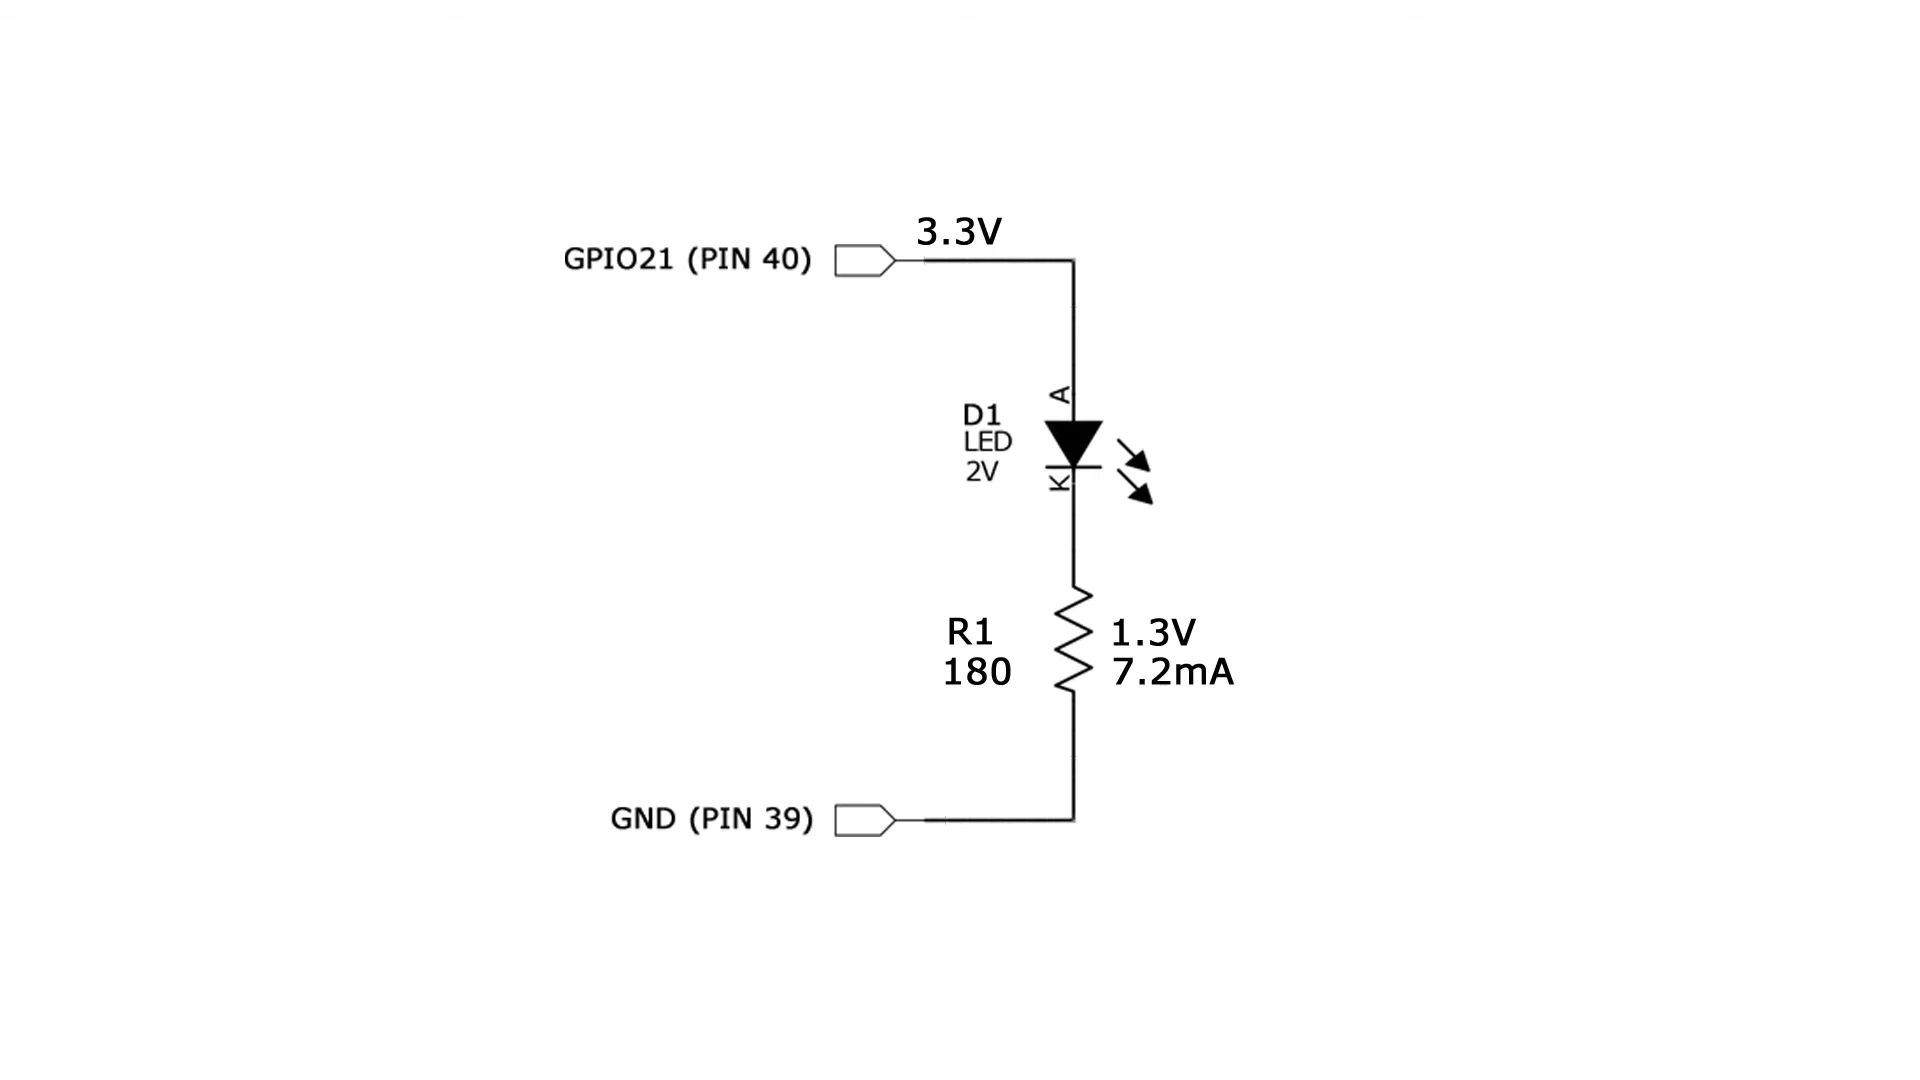 3.3V
GPIO21 (PIN 40)
A
D1
LED
2V
K
R1
180
1.3V
7.2mA
GND (PIN 39)